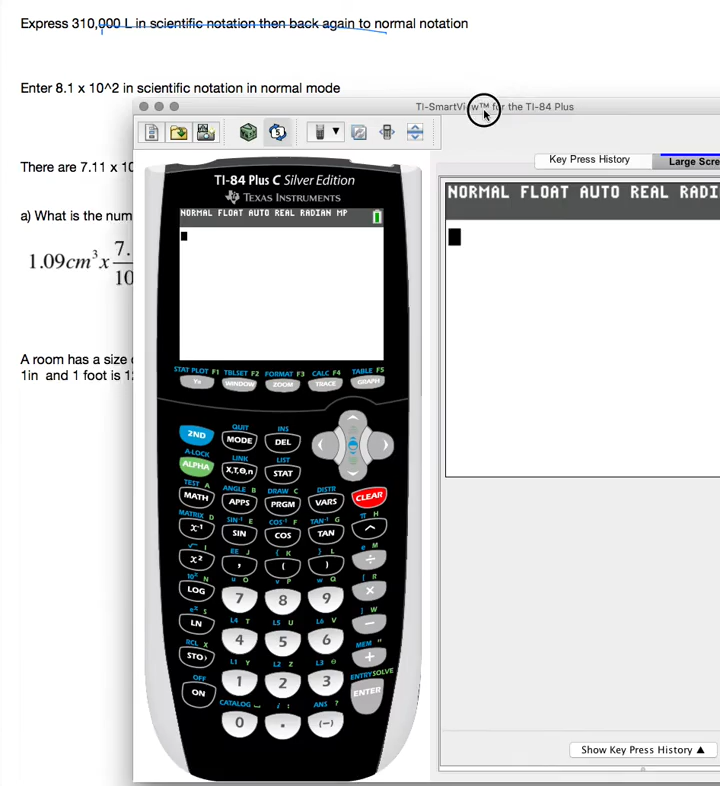 Express 310,000 L in scientific notation then back again to normal notation
Enter 8.1 x 10^2 in scientific notation in normal mode
TI-SmartView™ for the TI-84 Plus
There are 7.11 x 10
a) What is the num
1.09cm³x 7.
10
A room has a size
1in and 1 foot is 1
Key Press History
Large Scre
NORMAL FLOAT AUTO REAL RADI
TI-84 Plus C Silver Edition
TEXAS INSTRUMENTS
NORMAL FLOAT AUTO REAL RADIAN MP
STAT PLOT F1 TBLSET F2 FORMAT F3 CALC F4 TABLE F5
Y= WINDOW ZOOM TRACE GRAPH
QUIT INS
2ND MODE DEL
A-LOCK LINK LIST
ALPHA X,T,Θ,n STAT
TEST A ANGLE B DRAW C DISTR
MATH APPS PRGM VARS CLEAR
MATRIX D SIN⁻¹ E COS⁻¹ F TAN⁻¹ G π H
x⁻¹ SIN COS TAN ^
√ I EE J { K } L e M
x² , ( ) ÷
10ˣ N u O v P w Q [ R
LOG 7 8 9 ×
eˣ S L4 T L5 U L6 V ] W
LN 4 5 6 −
RCL X L1 Y L2 Z L3 θ MEM "
STO› 1 2 3 +
OFF ENTRY SOLVE
ON ENTER
CATALOG i : ANS ?
0 . (−)
Show Key Press History ▲